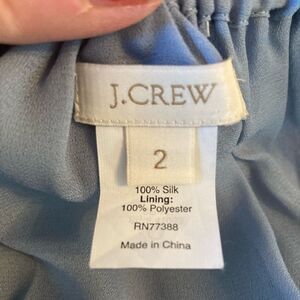 J.CREW
2
100% Silk
Lining:
100% Polyester
RN77388
Made in China